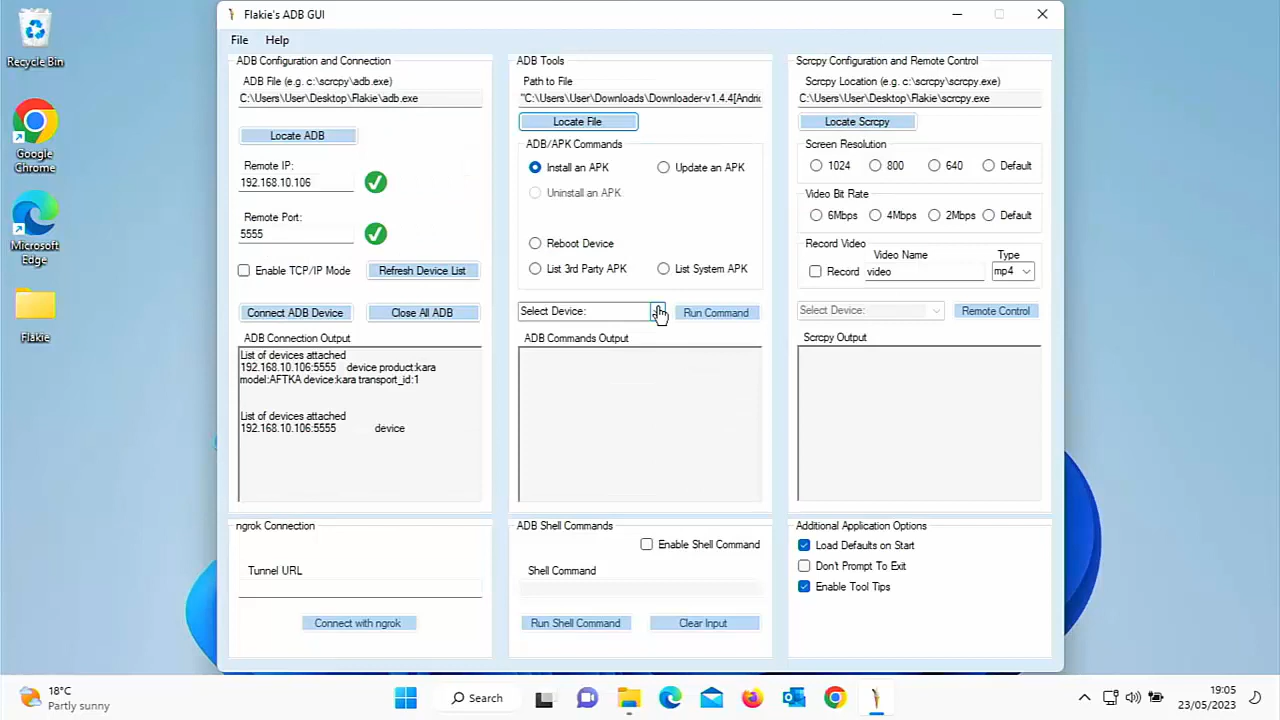 Recycle Bin
Google
Chrome
Microsoft
Edge
Flakie
Flakie's ADB GUI
File Help
ADB Configuration and Connection
ADB File (e.g. c:\scrcpy\adb.exe)
C:\Users\User\Desktop\Flakie\adb.exe
Locate ADB
Remote IP:
192.168.10.106
Remote Port:
5555
Enable TCP/IP Mode Refresh Device List
Connect ADB Device Close All ADB
ADB Connection Output
List of devices attached
192.168.10.106:5555 device product:kara
model:AFTKA device:kara transport_id:1
List of devices attached
192.168.10.106:5555 device
ngrok Connection
Tunnel URL
Connect with ngrok
ADB Tools
Path to File
"C:\Users\User\Downloads\Downloader-v1.4.4[Andric
Locate File
ADB/APK Commands
Install an APK Update an APK
Uninstall an APK
Reboot Device
List 3rd Party APK List System APK
Select Device: Run Command
ADB Commands Output
ADB Shell Commands
Enable Shell Command
Shell Command
Run Shell Command Clear Input
Scrcpy Configuration and Remote Control
Scrcpy Location (e.g. c:\scrcpy\scrcpy.exe)
C:\Users\User\Desktop\Flakie\scrcpy.exe
Locate Scrcpy
Screen Resolution
1024 800 640 Default
Video Bit Rate
6Mbps 4Mbps 2Mbps Default
Record Video
Video Name Type
Record video mp4
Select Device: Remote Control
Scrcpy Output
Additional Application Options
Load Defaults on Start
Don't Prompt To Exit
Enable Tool Tips
18°C
Partly sunny
Search
19:05
23/05/2023